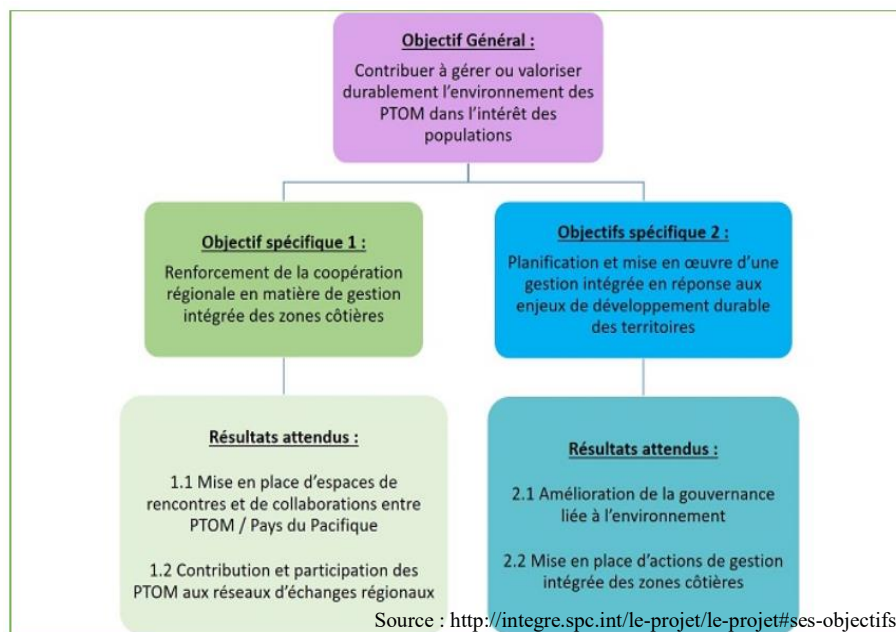 Objectif Général :
Contribuer à gérer ou valoriser
durablement l'environnement des
PTOM dans l'intérêt des
populations
Objectif spécifique 1 :
Renforcement de la coopération
régionale en matière de gestion
intégrée des zones côtières
Objectifs spécifique 2 :
Planification et mise en œuvre d'une
gestion intégrée en réponse aux
enjeux de développement durable
des territoires
Résultats attendus :
1.1 Mise en place d'espaces de
rencontres et de collaborations entre
PTOM / Pays du Pacifique
1.2 Contribution et participation des
PTOM aux réseaux d'échanges régionaux
Résultats attendus :
2.1 Amélioration de la gouvernance
liée à l'environnement
2.2 Mise en place d'actions de gestion
intégrée des zones côtières
Source : http://integre.spc.int/le-projet/le-projet#ses-objectifs